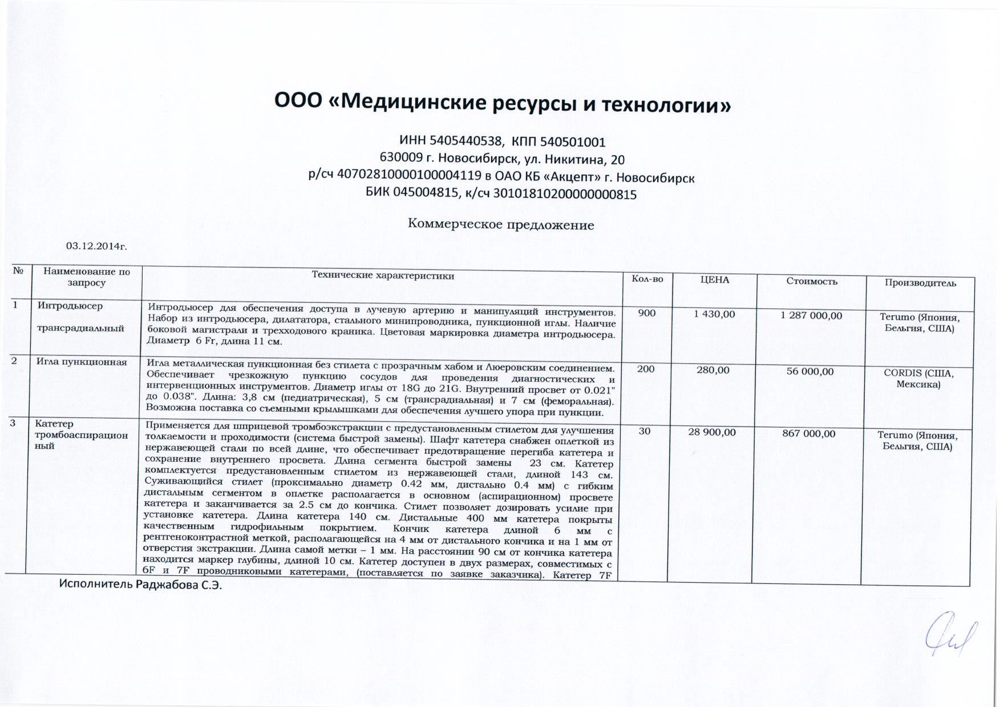 ООО «Медицинские ресурсы и технологии»
ИНН 5405440538, КПП 540501001
630009 г. Новосибирск, ул. Никитина, 20
р/сч 40702810000100004119 в ОАО КБ «Акцепт» г. Новосибирск
БИК 045004815, к/сч 30101810200000000815
Коммерческое предложение
03.12.2014г.
№
Наименование по
запросу
Технические характеристики
Кол-во
ЦЕНА
Стоимость
Производитель
1
Интродьюсер
трансрадиальный
Интродьюсер для обеспечения доступа в лучевую артерию и манипуляций инструментов.
Набор из интродьюсера, дилататора, стального минипроводника, пункционной иглы. Наличие
боковой магистрали и трехходового краника. Цветовая маркировка диаметра интродьюсера.
Диаметр 6 Fr, длина 11 см.
900
1 430,00
1 287 000,00
Terumo (Япония,
Бельгия, США)
2
Игла пункционная
Игла металлическая пункционная без стилета с прозрачным хабом и Люеровским соединением.
Обеспечивает чрезкожную пункцию сосудов для проведения диагностических и
интервенционных инструментов. Диаметр иглы от 18G до 21G. Внутренний просвет от 0.021"
до 0.038". Длина: 3,8 см (педиатрическая), 5 см (трансрадиальная) и 7 см (феморальная).
Возможна поставка со съемными крылышками для обеспечения лучшего упора при пункции.
200
280,00
56 000,00
CORDIS (США,
Мексика)
3
Катетер
тромбоаспирацион
ный
Применяется для шприцевой тромбоэкстракции с предустановленным стилетом для улучшения
толкаемости и проходимости (система быстрой замены). Шафт катетера снабжен оплеткой из
нержавеющей стали по всей длине, что обеспечивает предотвращение перегиба катетера и
сохранение внутреннего просвета. Длина сегмента быстрой замены 23 см. Катетер
комплектуется предустановленным стилетом из нержавеющей стали, длиной 143 см.
Суживающийся стилет (проксимально диаметр 0.42 мм, дистально 0.4 мм) с гибким
дистальным сегментом в оплетке располагается в основном (аспирационном) просвете
катетера и заканчивается за 2.5 см до кончика. Стилет позволяет дозировать усилие при
установке катетера. Длина катетера 140 см. Дистальные 400 мм катетера покрыты
качественным гидрофильным покрытием. Кончик катетера длиной 6 мм с
рентгеноконтрастной меткой, располагающейся на 4 мм от дистального кончика и на 1 мм от
отверстия экстракции. Длина самой метки – 1 мм. На расстоянии 90 см от кончика катетера
находится маркер глубины, длиной 10 см. Катетер доступен в двух размерах, совместимых с
6F и 7F проводниковыми катетерами, (поставляется по заявке заказчика). Катетер 7F
30
28 900,00
867 000,00
Terumo (Япония,
Бельгия, США)
Исполнитель Раджабова С.Э.